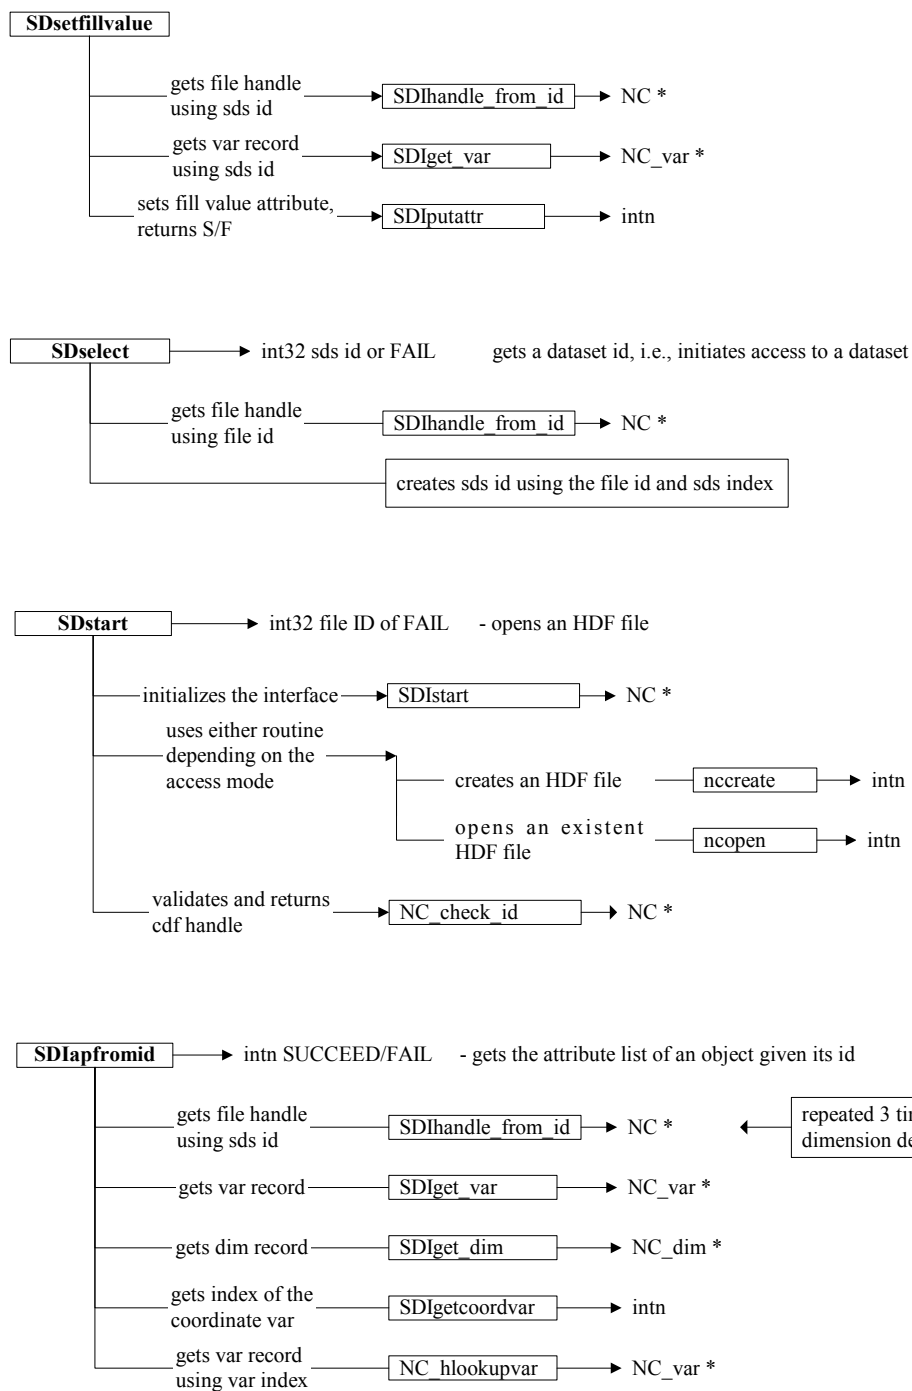 SDsetfillvalue
gets file handle
using sds id
SDIhandle_from_id
NC *
gets var record
using sds id
SDIget_var
NC_var *
sets fill value attribute,
returns S/F
SDIputattr
intn
SDselect
int32 sds id or FAIL
gets a dataset id, i.e., initiates access to a dataset
gets file handle
using file id
SDIhandle_from_id
NC *
creates sds id using the file id and sds index
SDstart
int32 file ID of FAIL
- opens an HDF file
initializes the interface
SDIstart
NC *
uses either routine
depending on the
access mode
creates an HDF file
nccreate
intn
opens an existent
HDF file
ncopen
intn
validates and returns
cdf handle
NC_check_id
NC *
SDIapfromid
intn SUCCEED/FAIL
- gets the attribute list of an object given its id
gets file handle
using sds id
SDIhandle_from_id
NC *
repeated 3
dimension
gets var record
SDIget_var
NC_var *
gets dim record
SDIget_dim
NC_dim *
gets index of the
coordinate var
SDIgetcoordvar
intn
gets var record
using var index
NC_hlookupvar
NC_var *